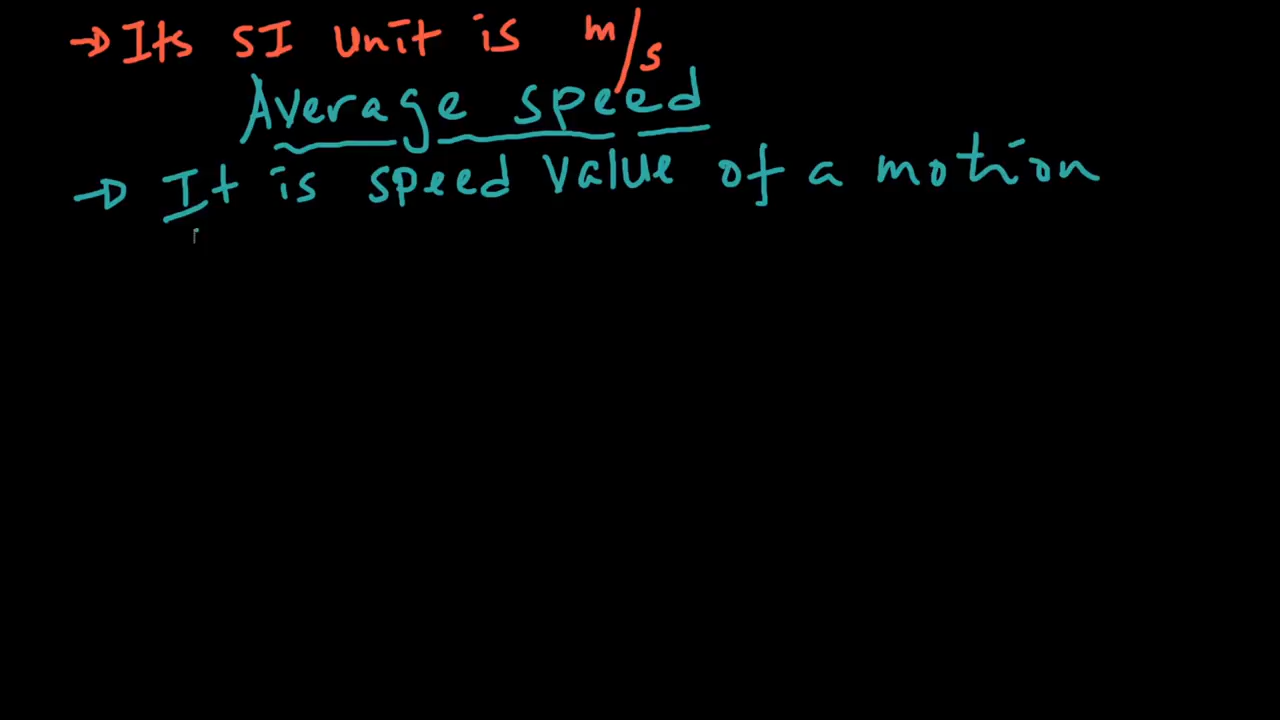 → Its SI unit is m/s
Average speed
→ It is speed value of a motion